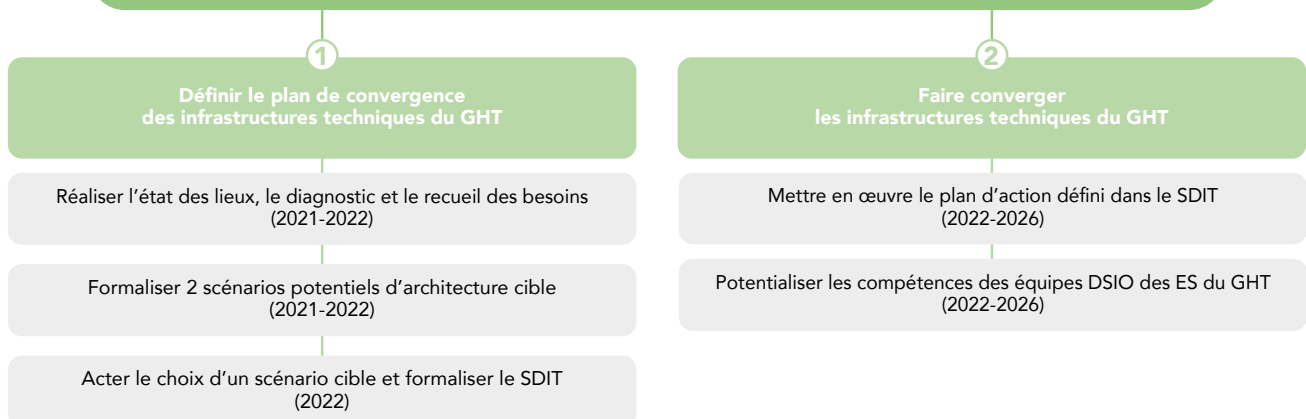 1
Définir le plan de convergence
des infrastructures techniques du GHT
Réaliser l'état des lieux, le diagnostic et le recueil des besoins
(2021-2022)
Formaliser 2 scénarios potentiels d'architecture cible
(2021-2022)
Acter le choix d'un scénario cible et formaliser le SDIT
(2022)
2
Faire converger
les infrastructures techniques du GHT
Mettre en œuvre le plan d'action défini dans le SDIT
(2022-2026)
Potentialiser les compétences des équipes DSIO des ES du GHT
(2022-2026)